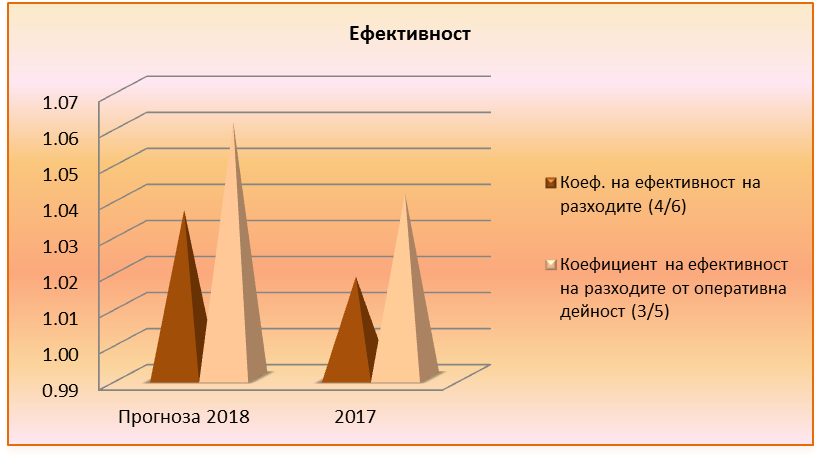 Ефективност
1.07
1.06
1.05
1.04
1.03
1.02
1.01
1.00
0.99
Прогноза 2018
2017
Коеф. на ефективност на
разходите (4/6)
Коефициент на ефективност
на разходите от оперативна
дейност (3/5)